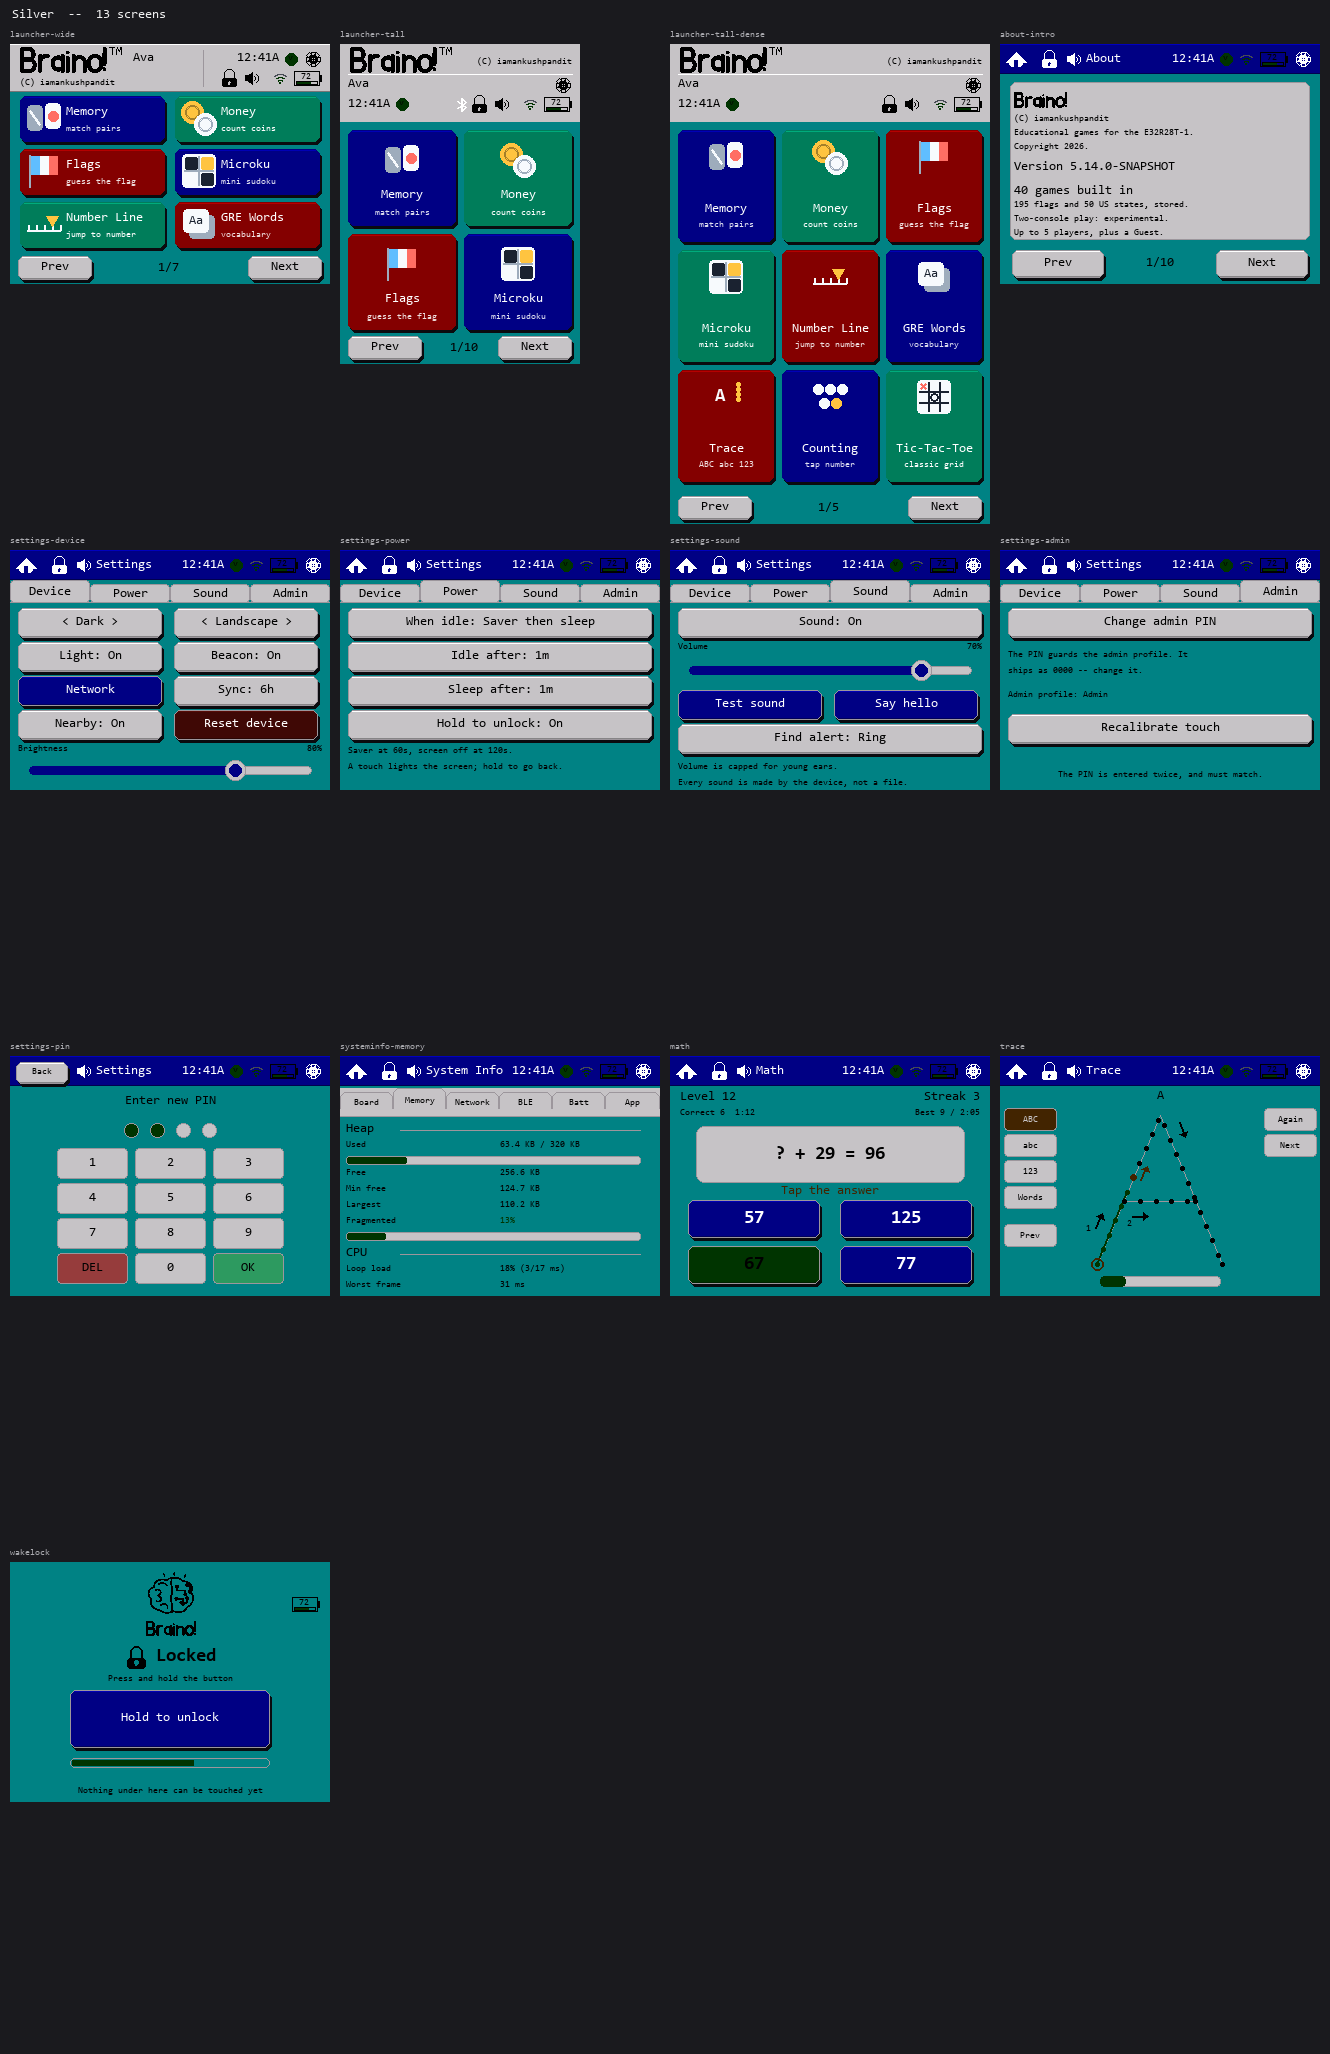 Silver -- 13 screens
launcher-wide
Braino!™ Ava 12:41A
(C) iamankushpandit 72
Memory
match pairs
Money
count coins
Flags
guess the flag
Microku
mini sudoku
Number Line
jump to number
Aa
GRE Words
vocabulary
Prev 1/7 Next
launcher-tall
Braino!™ (C) iamankushpandit
Ava
12:41A 72
Memory
match pairs
Money
count coins
Flags
guess the flag
Microku
mini sudoku
Prev 1/10 Next
launcher-tall-dense
Braino!™ (C) iamankushpandit
Ava
12:41A 72
Memory
match pairs
Money
count coins
Flags
guess the flag
Microku
mini sudoku
Number Line
jump to number
Aa
GRE Words
vocabulary
A
Trace
ABC abc 123
Counting
tap number
Tic-Tac-Toe
classic grid
Prev 1/5 Next
about-intro
About 12:41A
Braino!
(C) iamankushpandit
Educational games for the E32R28T-1.
Copyright 2026.
Version 5.14.0-SNAPSHOT
40 games built in
195 flags and 50 US states, stored.
Two-console play: experimental.
Up to 5 players, plus a Guest.
Prev 1/10 Next
settings-device
Settings 12:41A
Device Power Sound Admin
< Dark > < Landscape >
Light: On Beacon: On
Network Sync: 6h
Nearby: On Reset device
Brightness 80%
settings-power
Settings 12:41A
Device Power Sound Admin
When idle: Saver then sleep
Idle after: 1m
Sleep after: 1m
Hold to unlock: On
Saver at 60s, screen off at 120s.
A touch lights the screen; hold to go back.
settings-sound
Settings 12:41A
Device Power Sound Admin
Sound: On
Volume 70%
Test sound Say hello
Find alert: Ring
Volume is capped for young ears.
Every sound is made by the device, not a file.
settings-admin
Settings 12:41A
Device Power Sound Admin
Change admin PIN
The PIN guards the admin profile. It
ships as 0000 -- change it.
Admin profile: Admin
Recalibrate touch
The PIN is entered twice, and must match.
settings-pin
Back Settings 12:41A
Enter new PIN
1 2 3
4 5 6
7 8 9
DEL 0 OK
systeminfo-memory
System Info 12:41A
Board Memory Network BLE Batt App
Heap
Used 63.4 KB / 320 KB
Free 256.6 KB
Min free 124.7 KB
Largest 110.2 KB
Fragmented 13%
CPU
Loop load 18% (3/17 ms)
Worst frame 31 ms
math
Math 12:41A
Level 12 Streak 3
Correct 6 1:12 Best 9 / 2:05
? + 29 = 96
Tap the answer
57 125
67 77
trace
Trace 12:41A
A
ABC Again
abc Next
123
Words
Prev
1 2
wakelock
72
Braino!
Locked
Press and hold the button
Hold to unlock
Nothing under here can be touched yet